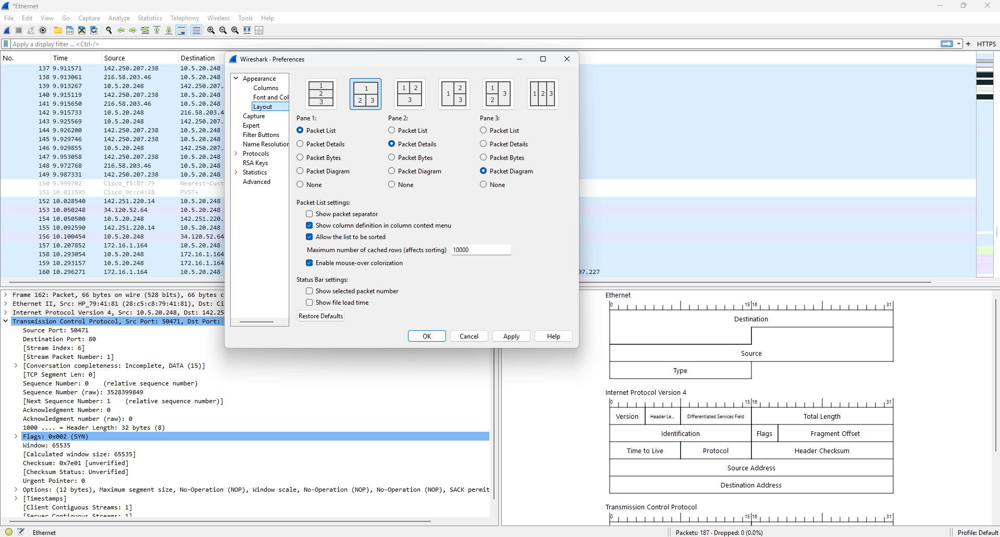 *Ethernet
File Edit View Go Capture Analyze Statistics Telephony Wireless Tools Help
Apply a display filter ... <Ctrl-/>
HTTPS
No. Time Source Destination
137 9.911571 142.250.207.238 10.5.20.248
138 9.913061 216.58.203.46 10.5.20.248
139 9.913267 10.5.20.248 142.250.207.
140 9.915119 142.250.207.238 10.5.20.248
141 9.915650 216.58.203.46 10.5.20.248
142 9.915733 10.5.20.248 216.58.203.4
143 9.925569 10.5.20.248 142.250.207.
144 9.926200 142.250.207.238 10.5.20.248
145 9.929746 142.250.207.238 10.5.20.248
146 9.929855 10.5.20.248 142.250.207.
147 9.953058 142.250.207.238 10.5.20.248
148 9.972768 216.58.203.46 10.5.20.248
149 9.987331 142.250.207.238 10.5.20.248
150 9.999702 Cisco_f5:8f:79 Nearest-Cust
151 10.011595 Cisco_9c:c4:28 PVST+
152 10.028540 142.251.220.14 10.5.20.248
153 10.050248 34.120.52.64 10.5.20.248
154 10.050500 10.5.20.248 142.251.220.
155 10.092590 142.251.220.14 10.5.20.248
156 10.100454 10.5.20.248 34.120.52.64
157 10.207852 172.16.1.164 10.5.20.248
158 10.293054 10.5.20.248 172.16.1.164
159 10.293157 10.5.20.248 172.16.1.164
160 10.296271 172.16.1.164 10.5.20.248 07.227
Wireshark · Preferences
Appearance
Columns
Font and Col
Layout
Capture
Expert
Filter Buttons
Name Resolution
Protocols
RSA Keys
Statistics
Advanced
1 2 3
1 2 3
1 2 3
1 2 3
1 2 3
1 2 3
Pane 1: Pane 2: Pane 3:
Packet List Packet List Packet List
Packet Details Packet Details Packet Details
Packet Bytes Packet Bytes Packet Bytes
Packet Diagram Packet Diagram Packet Diagram
None None None
Packet List settings:
Show packet separator
Show column definition in column context menu
Allow the list to be sorted
Maximum number of cached rows (affects sorting) 10000
Enable mouse-over colorization
Status Bar settings:
Show selected packet number
Show file load time
Restore Defaults
OK Cancel Apply Help
Frame 162: Packet, 66 bytes on wire (528 bits), 66 bytes c
Ethernet II, Src: HP_79:41:81 (28:c5:c8:79:41:81), Dst: Ci
Internet Protocol Version 4, Src: 10.5.20.248, Dst: 142.25
Transmission Control Protocol, Src Port: 50471, Dst Port:
Source Port: 50471
Destination Port: 80
[Stream index: 6]
[Stream Packet Number: 1]
[Conversation completeness: Incomplete, DATA (15)]
[TCP Segment Len: 0]
Sequence Number: 0 (relative sequence number)
Sequence Number (raw): 3528399849
[Next Sequence Number: 1 (relative sequence number)]
Acknowledgment Number: 0
Acknowledgment number (raw): 0
1000 .... = Header Length: 32 bytes (8)
Flags: 0x002 (SYN)
Window: 65535
[Calculated window size: 65535]
Checksum: 0x7e01 [unverified]
[Checksum Status: Unverified]
Urgent Pointer: 0
Options: (12 bytes), Maximum segment size, No-Operation (NOP), Window scale, No-Operation (NOP), No-Operation (NOP), SACK permit
[Timestamps]
[Client Contiguous Streams: 1]
[Server Contiguous Streams: 1]
Ethernet
0 15 16 31
Destination
Source
Type
Internet Protocol Version 4
0 15 16 31
Version Header Le... Differentiated Services Field Total Length
Identification Flags Fragment Offset
Time to Live Protocol Header Checksum
Source Address
Destination Address
Transmission Control Protocol
0 15 16 31
Ethernet
Packets: 187 · Dropped: 0 (0.0%)
Profile: Default